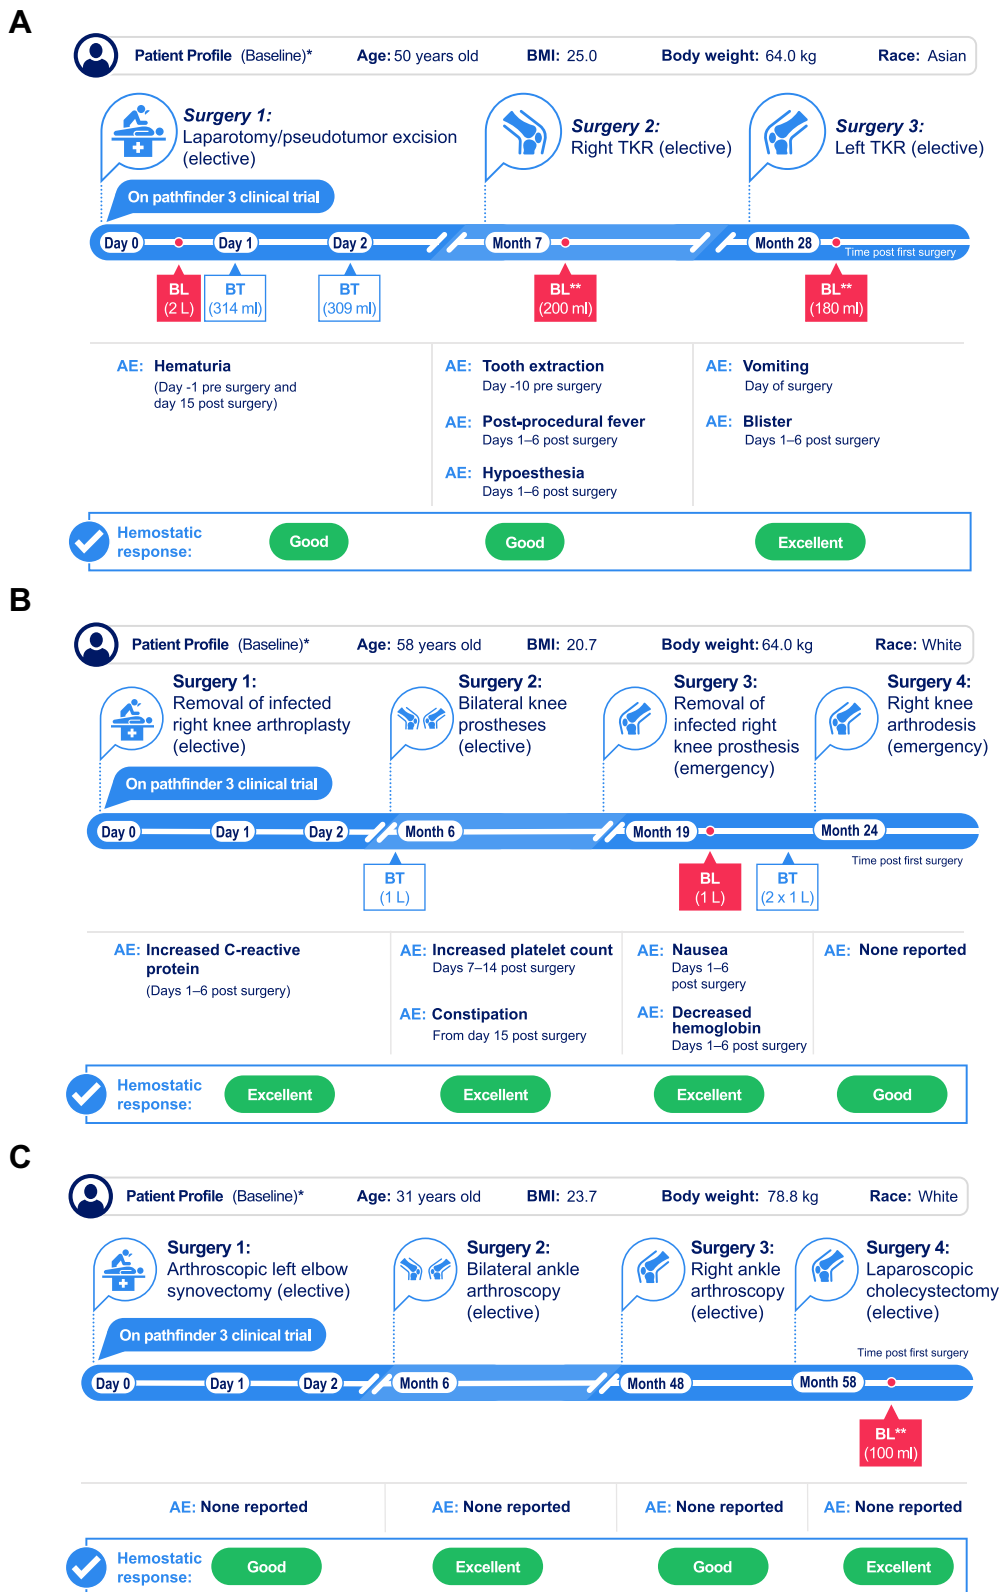 A
Patient Profile (Baseline)* Age: 50 years old BMI: 25.0 Body weight: 64.0 kg Race: Asian
Surgery 1:
Laparotomy/pseudotumor excision
(elective)
Surgery 2:
Right TKR (elective)
Surgery 3:
Left TKR (elective)
On pathfinder 3 clinical trial
Day 0 Day 1 Day 2 Month 7 Month 28
Time post first surgery
BL
(2 L)
BT
(314 ml)
BT
(309 ml)
BL**
(200 ml)
BL**
(180 ml)
AE: Hematuria
(Day -1 pre surgery and
day 15 post surgery)
AE: Tooth extraction
Day -10 pre surgery
AE: Post-procedural fever
Days 1–6 post surgery
AE: Hypoesthesia
Days 1–6 post surgery
AE: Vomiting
Day of surgery
AE: Blister
Days 1–6 post surgery
Hemostatic
response:
Good Good Excellent
B
Patient Profile (Baseline)* Age: 58 years old BMI: 20.7 Body weight: 64.0 kg Race: White
Surgery 1:
Removal of infected
right knee arthroplasty
(elective)
Surgery 2:
Bilateral knee
prostheses
(elective)
Surgery 3:
Removal of
infected right
knee prosthesis
(emergency)
Surgery 4:
Right knee
arthrodesis
(emergency)
On pathfinder 3 clinical trial
Day 0 Day 1 Day 2 Month 6 Month 19 Month 24
Time post first surgery
BT
(1 L)
BL
(1 L)
BT
(2 x 1 L)
AE: Increased C-reactive
protein
(Days 1–6 post surgery)
AE: Increased platelet count
Days 7–14 post surgery
AE: Constipation
From day 15 post surgery
AE: Nausea
Days 1–6
post surgery
AE: Decreased
hemoglobin
Days 1–6 post surgery
AE: None reported
Hemostatic
response:
Excellent Excellent Excellent Good
C
Patient Profile (Baseline)* Age: 31 years old BMI: 23.7 Body weight: 78.8 kg Race: White
Surgery 1:
Arthroscopic left elbow
synovectomy (elective)
Surgery 2:
Bilateral ankle
arthroscopy
(elective)
Surgery 3:
Right ankle
arthroscopy
(elective)
Surgery 4:
Laparoscopic
cholecystectomy
(elective)
On pathfinder 3 clinical trial
Time post first surgery
Day 0 Day 1 Day 2 Month 6 Month 48 Month 58
BL**
(100 ml)
AE: None reported AE: None reported AE: None reported AE: None reported
Hemostatic
response:
Good Excellent Good Excellent